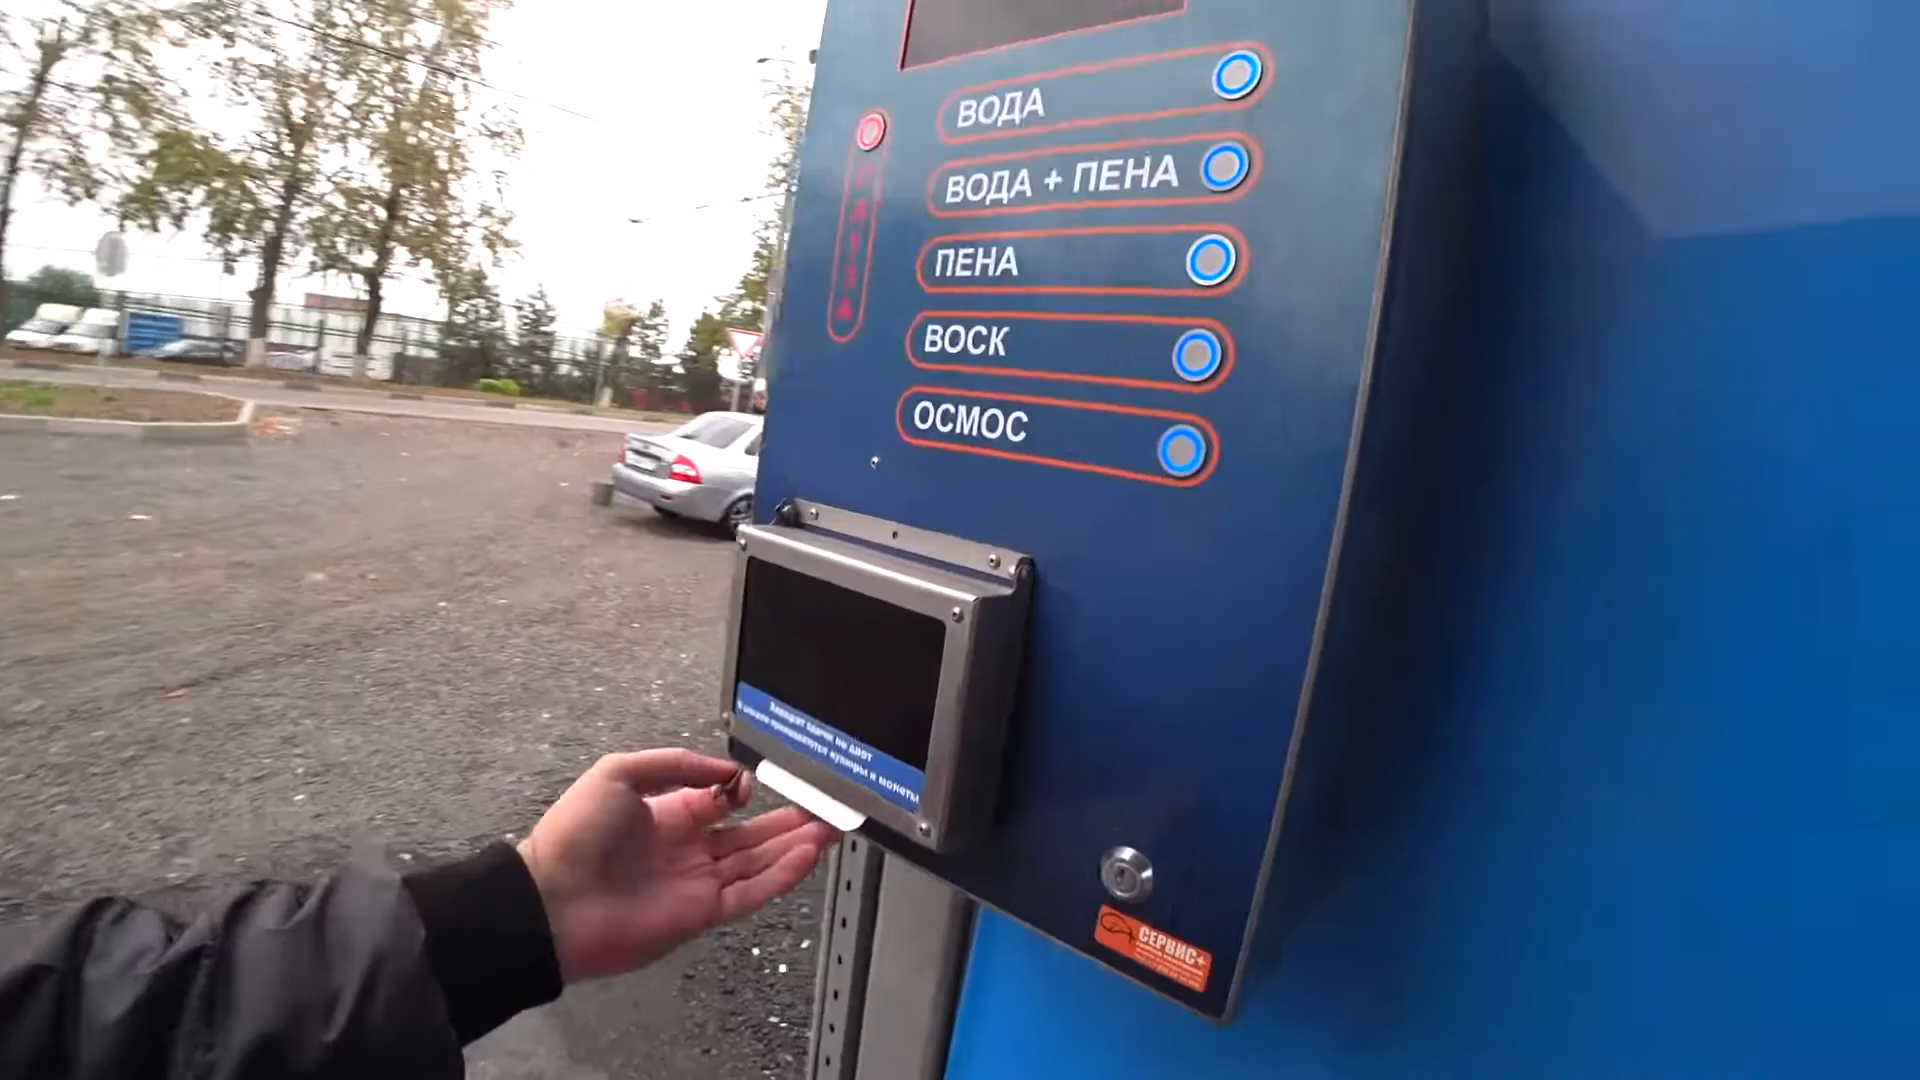 ВОДА
ВОДА + ПЕНА
ПЕНА
ВОСК
ОСМОС
ПАУЗА
Аппарат сдачи не дает
принимаются купюры и монеты
СЕРВИС+